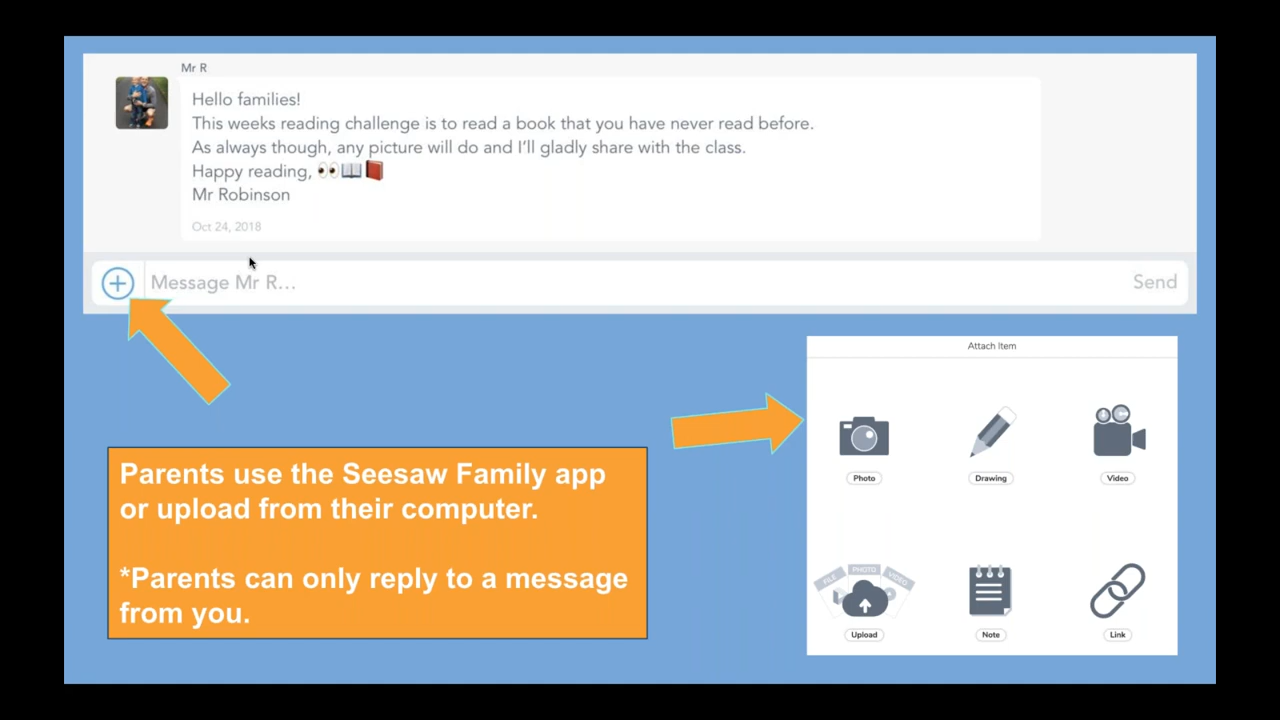 Mr R
Hello families!
This weeks reading challenge is to read a book that you have never read before.
As always though, any picture will do and I'll gladly share with the class.
Happy reading, 👀📖📕
Mr Robinson
Oct 24, 2018
Message Mr R...
Send
Attach Item
Photo
Drawing
Video
Parents use the Seesaw Family app
or upload from their computer.
*Parents can only reply to a message
from you.
FILE
PHOTO
VIDEO
Upload
Note
Link